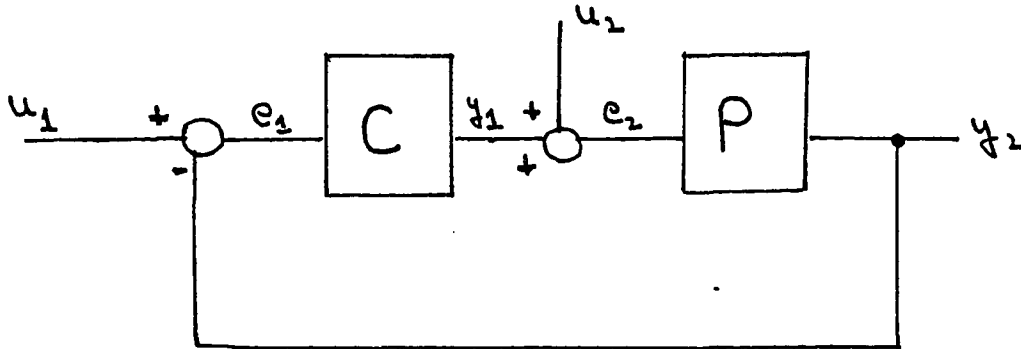 u₂
u₁ + e₁ C y₁ + e₂ P y₂
- +